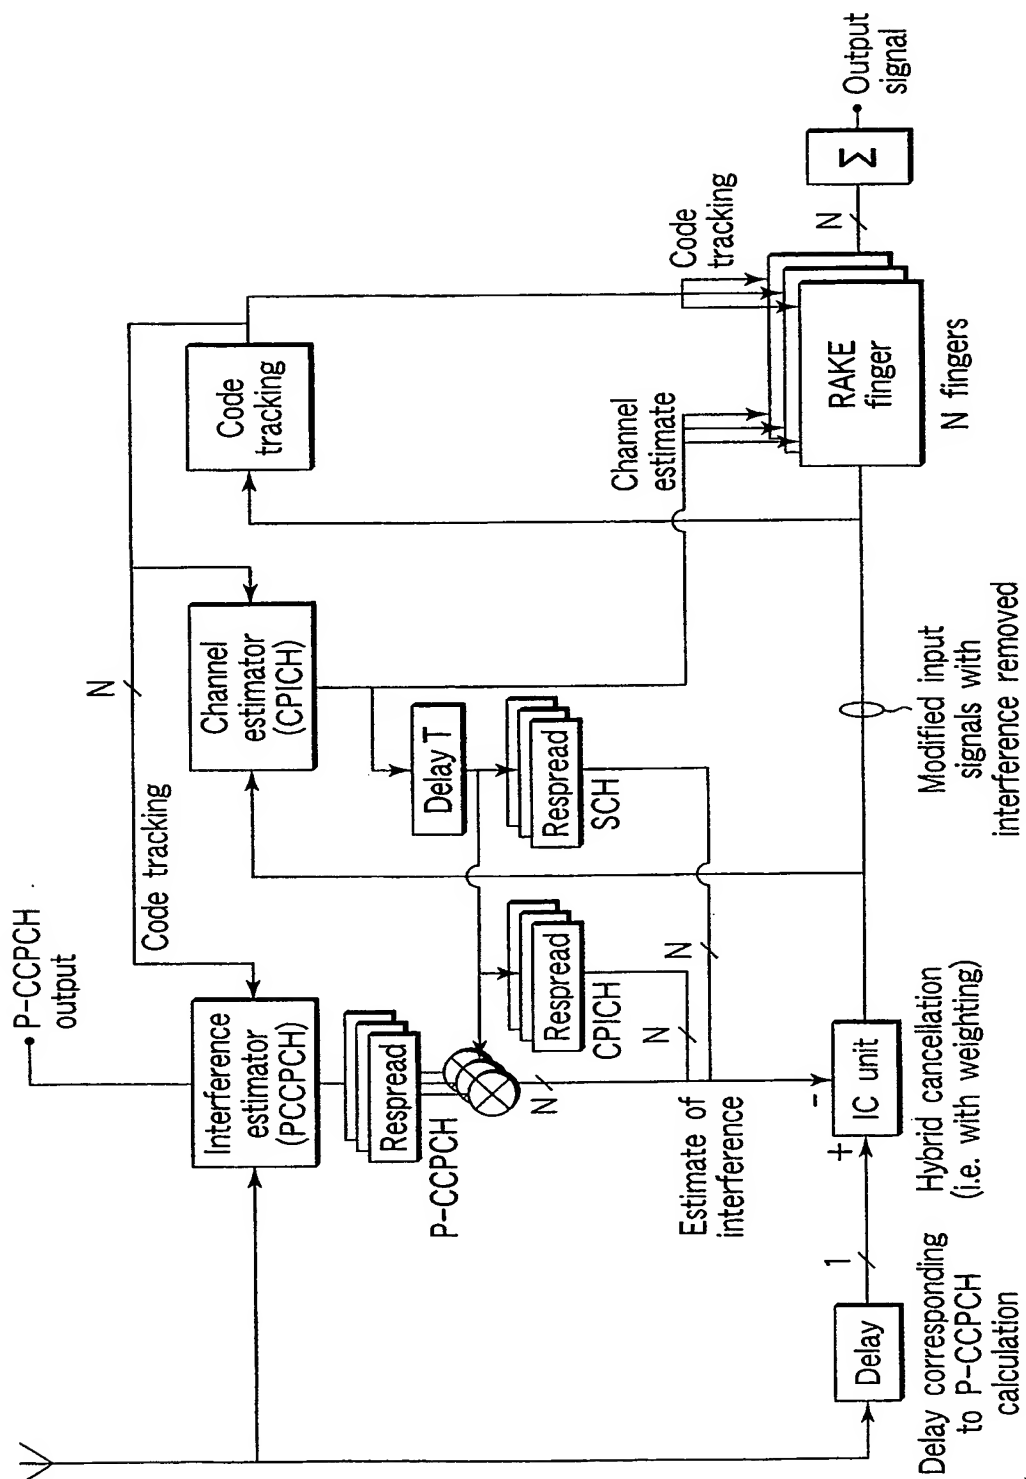 P-CCPCH
output
N
Code tracking
Interference
estimator
(PCCPCH)
Channel
estimator
(CPICH)
Code
tracking
Respread
P-CCPCH
Delay T
Respread
SCH
Respread
CPICH
N
N
N
Estimate of
interference
Channel
estimate
Code
tracking
Delay
1
+
-
IC unit
RAKE
finger
N fingers
N
Σ
Output
signal
Delay corresponding
to P-CCPCH
calculation
Hybrid cancellation
(i.e. with weighting)
Modified input
signals with
interference removed